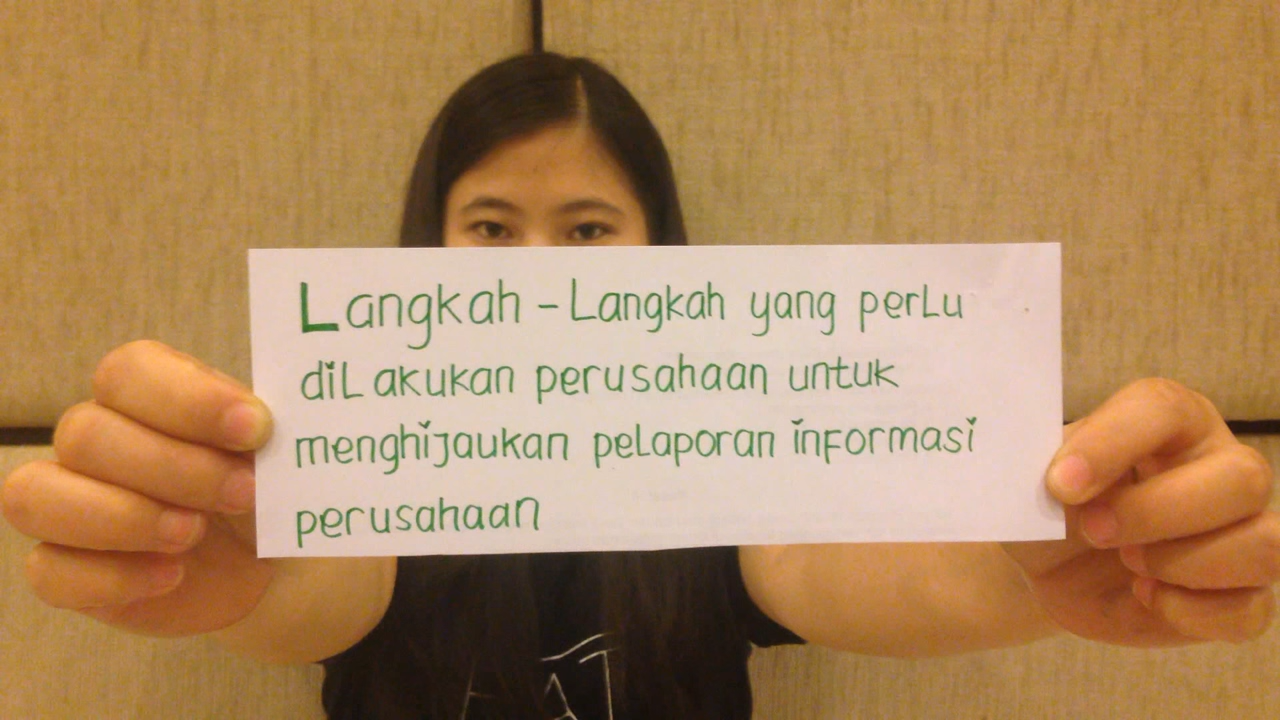 Langkah - Langkah yang perLu
diLakukan perusahaan untuk
menghijaukan peLaporan informasi
perusahaan